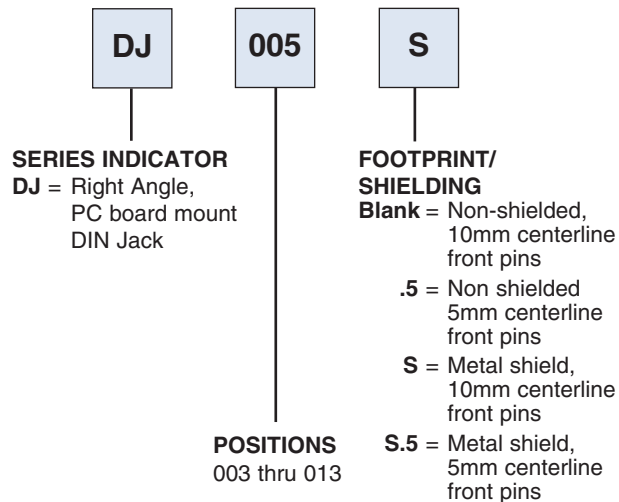 DJ 005 S
SERIES INDICATOR
DJ = Right Angle,
PC board mount
DIN Jack
POSITIONS
003 thru 013
FOOTPRINT/
SHIELDING
Blank = Non-shielded,
10mm centerline
front pins
.5 = Non shielded
5mm centerline
front pins
S = Metal shield,
10mm centerline
front pins
S.5 = Metal shield,
5mm centerline
front pins